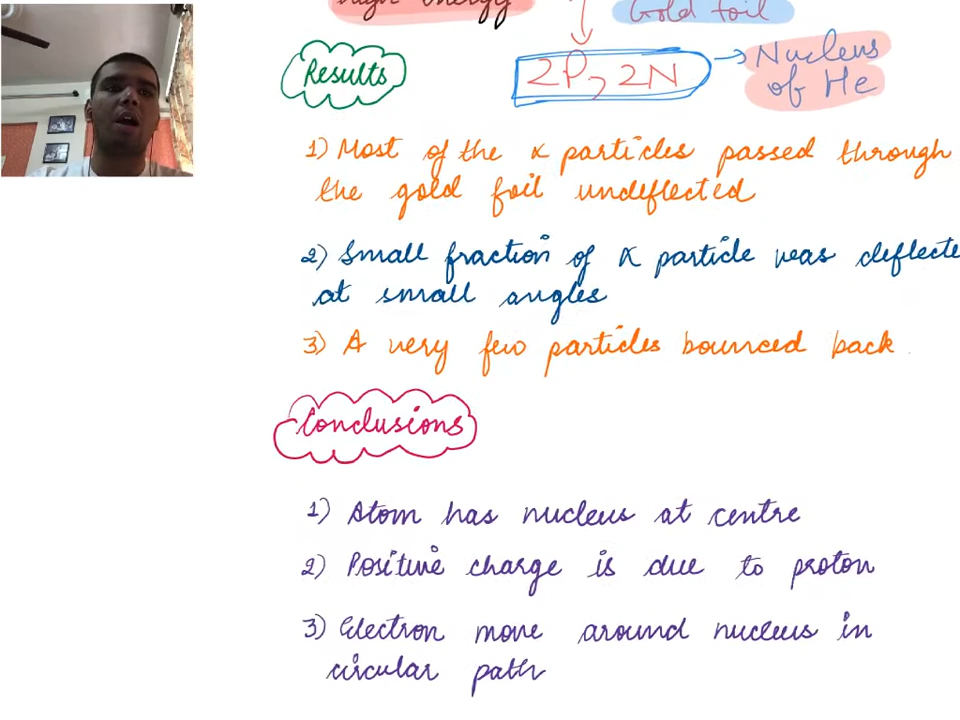 high energy
Gold foil
Results
2P, 2N
Nucleus
of He
1) Most of the α particles passed through
the gold foil undeflected
2) Small fraction of α particle was deflecte
at small angles
3) A very few particles bounced back
Conclusions
1) Atom has nucleus at centre
2) Positive charge is due to proton
3) Electron move around nucleus in
circular path